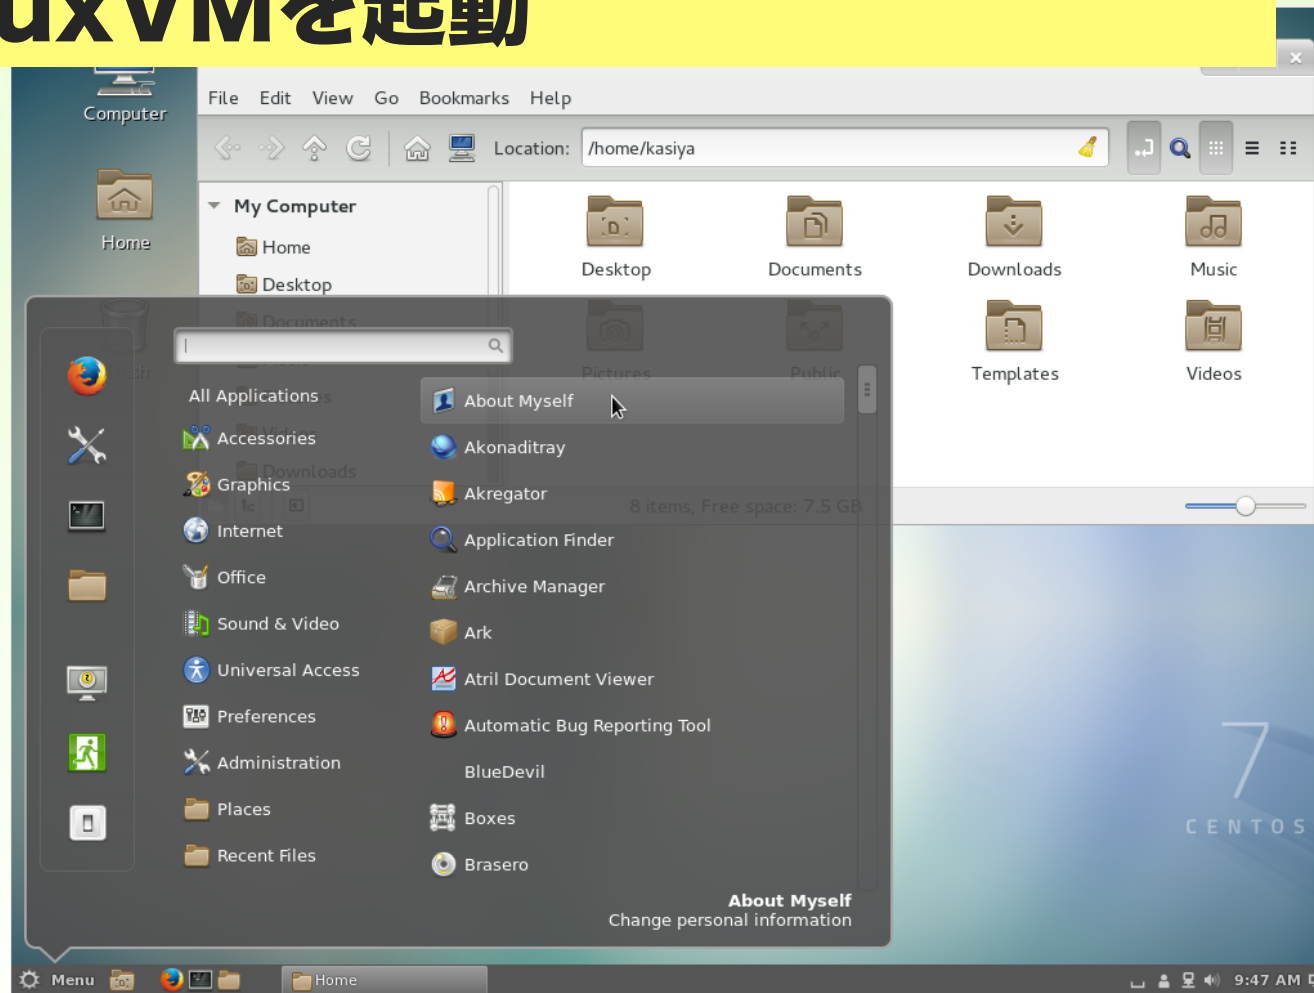 uxVMを起動
Computer
File Edit View Go Bookmarks Help
Location: /home/kasiya
My Computer
Home
Home
Desktop
Desktop
Documents
Downloads
Music
Documents
Pictures
Public
Templates
Videos
All Applications
About Myself
Accessories
Akonaditray
Downloads
Graphics
Akregator
8 items, Free space: 7.5 GB
Internet
Application Finder
Office
Archive Manager
Sound & Video
Ark
Universal Access
Atril Document Viewer
Preferences
Automatic Bug Reporting Tool
Administration
BlueDevil
Places
Boxes
Recent Files
Brasero
7
CENTOS
About Myself
Change personal information
Menu
Home
9:47 AM